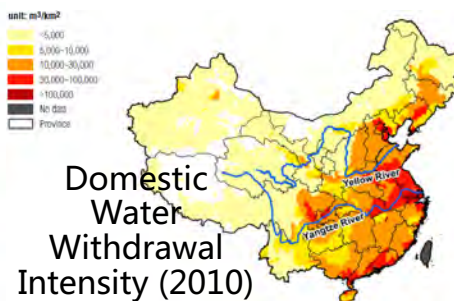 unit: m³/km²
<5,000
5,000–10,000
10,000–30,000
30,000–100,000
>100,000
No data
Province
Yellow River
Yangtze River
Domestic
Water
Withdrawal
Intensity (2010)